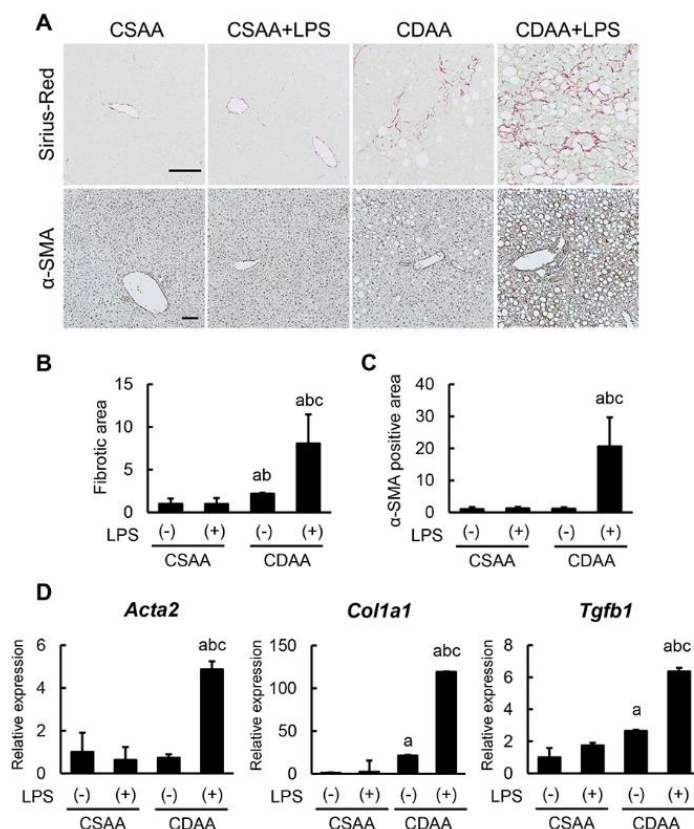 A
CSAA CSAA+LPS CDAA CDAA+LPS
Sirius-Red
α-SMA
B
Fibrotic area
15
10
5
0
ab
abc
LPS (-) (+) (-) (+)
CSAA CDAA
C
α-SMA positive area
40
30
20
10
0
abc
LPS (-) (+) (-) (+)
CSAA CDAA
D
Acta2
Relative expression
6
4
2
0
abc
LPS (-) (+) (-) (+)
CSAA CDAA
Col1a1
Relative expression
150
100
50
0
a
abc
LPS (-) (+) (-) (+)
CSAA CDAA
Tgfb1
Relative expression
8
6
4
2
0
a
abc
LPS (-) (+) (-) (+)
CSAA CDAA